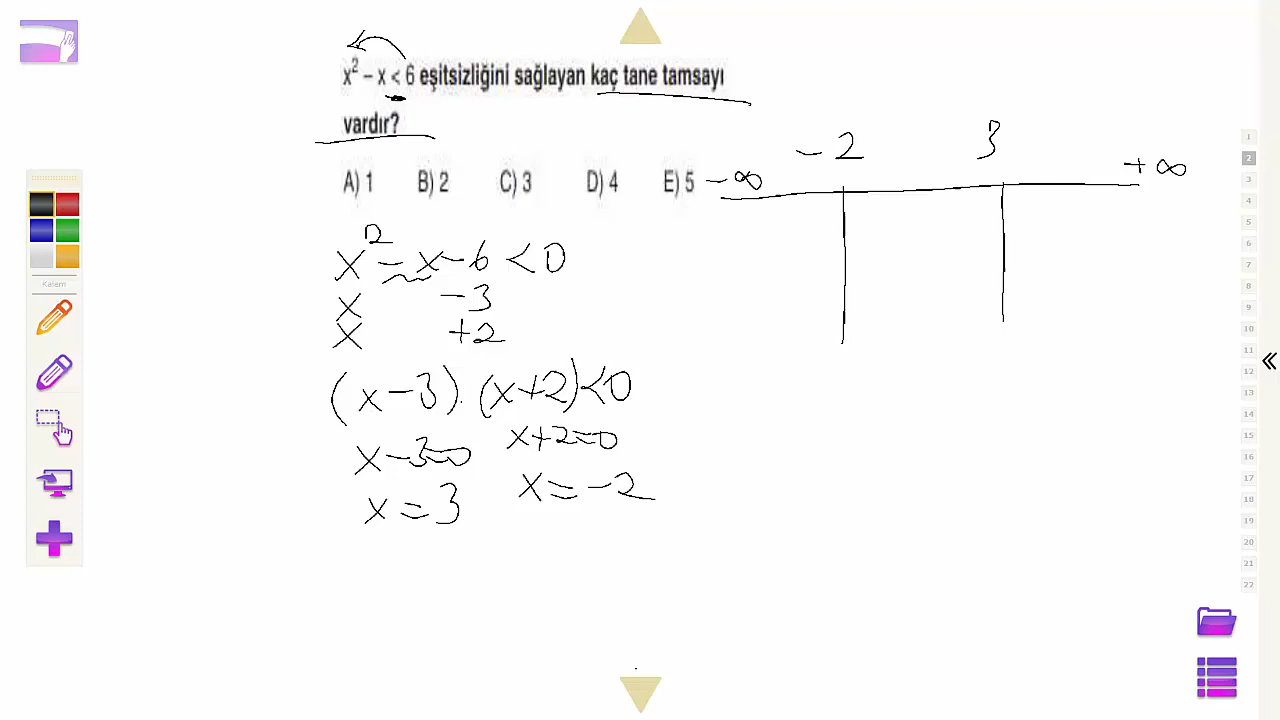 x² – x < 6 eşitsizliğini sağlayan kaç tane tamsayı
vardır?
A) 1 B) 2 C) 3 D) 4 E) 5
x² - x - 6 < 0
x -3
x +2
(x-3).(x+2)<0
x-3=0 x+2=0
x=3 x=-2
-2 3
-∞ +∞
Kalem
1
2
3
4
5
6
7
8
9
10
11
12
13
14
15
16
17
18
19
20
21
22